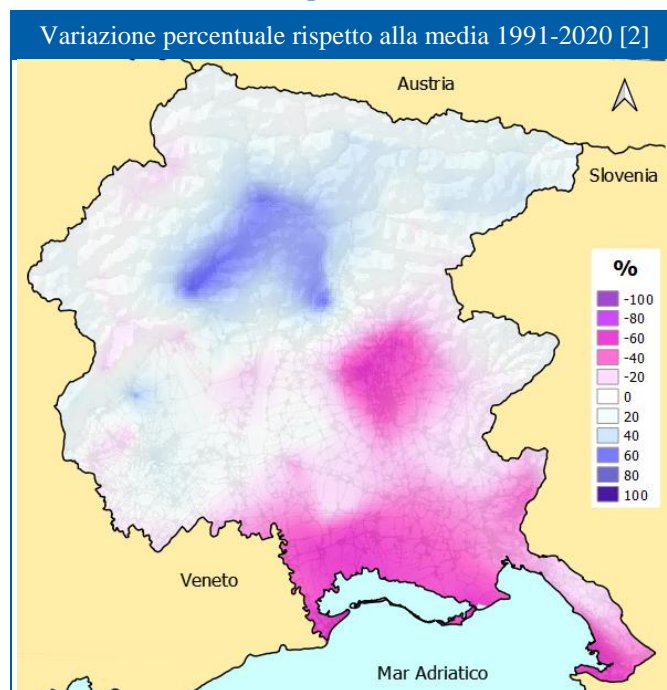 Variazione percentuale rispetto alla media 1991-2020 [2]
Austria
Slovenia
%
-100
-80
-60
-40
-20
0
20
40
60
80
100
Veneto
Mar Adriatico